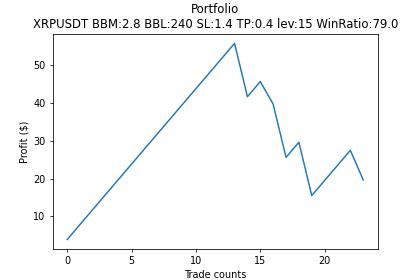 Portfolio
XRPUSDT BBM:2.8 BBL:240 SL:1.4 TP:0.4 lev:15 WinRatio:79.0
Profit ($)
50
40
30
20
10
0
5
10
15
20
Trade counts